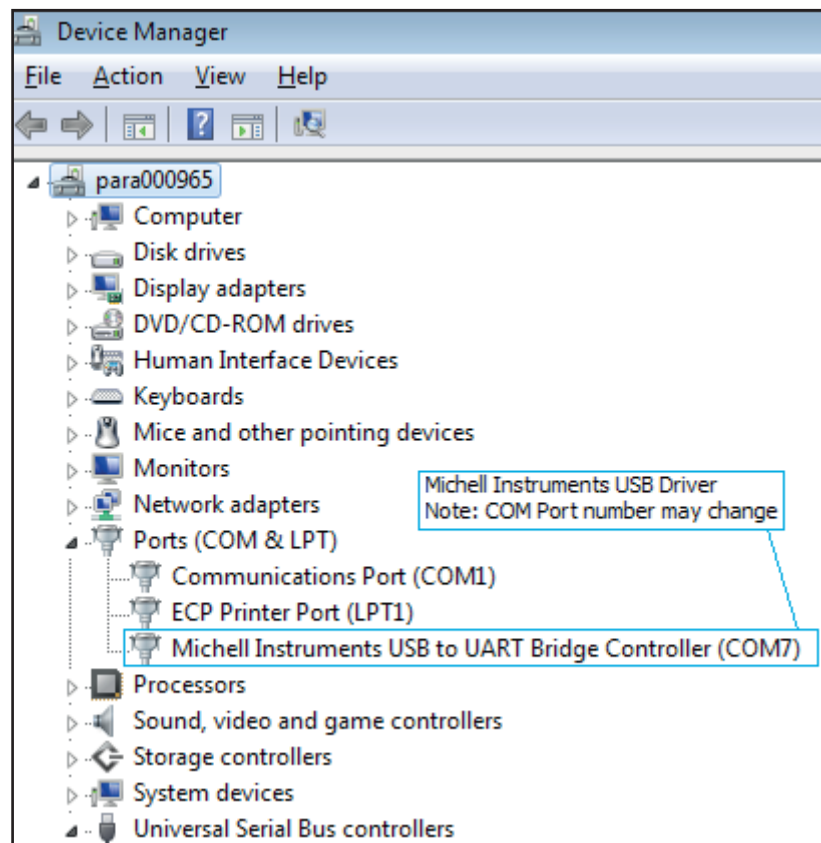 Device Manager
File Action View Help
para000965
Computer
Disk drives
Display adapters
DVD/CD-ROM drives
Human Interface Devices
Keyboards
Mice and other pointing devices
Monitors
Michell Instruments USB Driver
Note: COM Port number may change
Network adapters
Ports (COM & LPT)
Communications Port (COM1)
ECP Printer Port (LPT1)
Michell Instruments USB to UART Bridge Controller (COM7)
Processors
Sound, video and game controllers
Storage controllers
System devices
Universal Serial Bus controllers